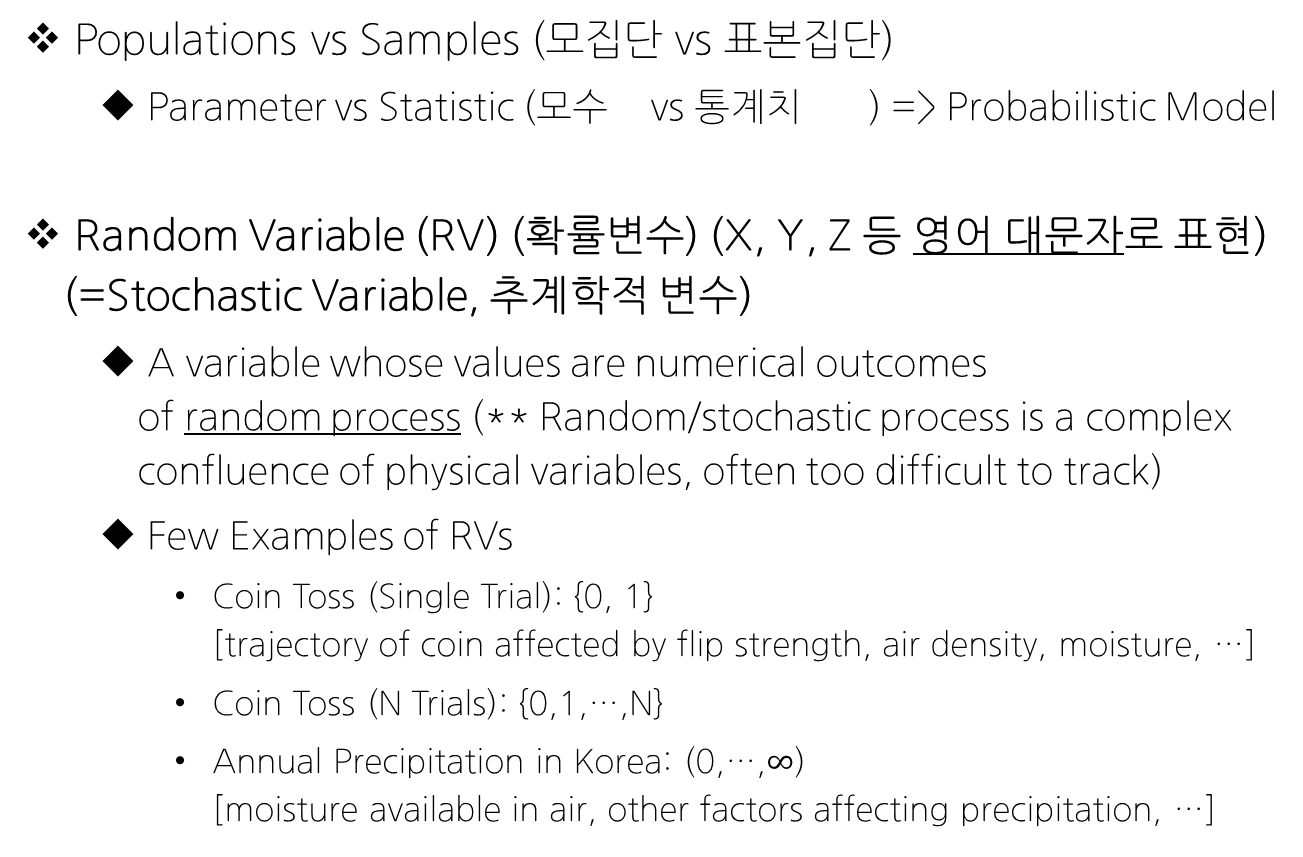 ❖ Populations vs Samples (모집단 vs 표본집단)
◆ Parameter vs Statistic (모수 vs 통계치 ) => Probabilistic Model
❖ Random Variable (RV) (확률변수) (X, Y, Z 등 영어 대문자로 표현)
(=Stochastic Variable, 추계학적 변수)
◆ A variable whose values are numerical outcomes
of random process (** Random/stochastic process is a complex
confluence of physical variables, often too difficult to track)
◆ Few Examples of RVs
• Coin Toss (Single Trial): {0, 1}
[trajectory of coin affected by flip strength, air density, moisture, …]
• Coin Toss (N Trials): {0,1,…,N}
• Annual Precipitation in Korea: (0,…,∞)
[moisture available in air, other factors affecting precipitation, …]